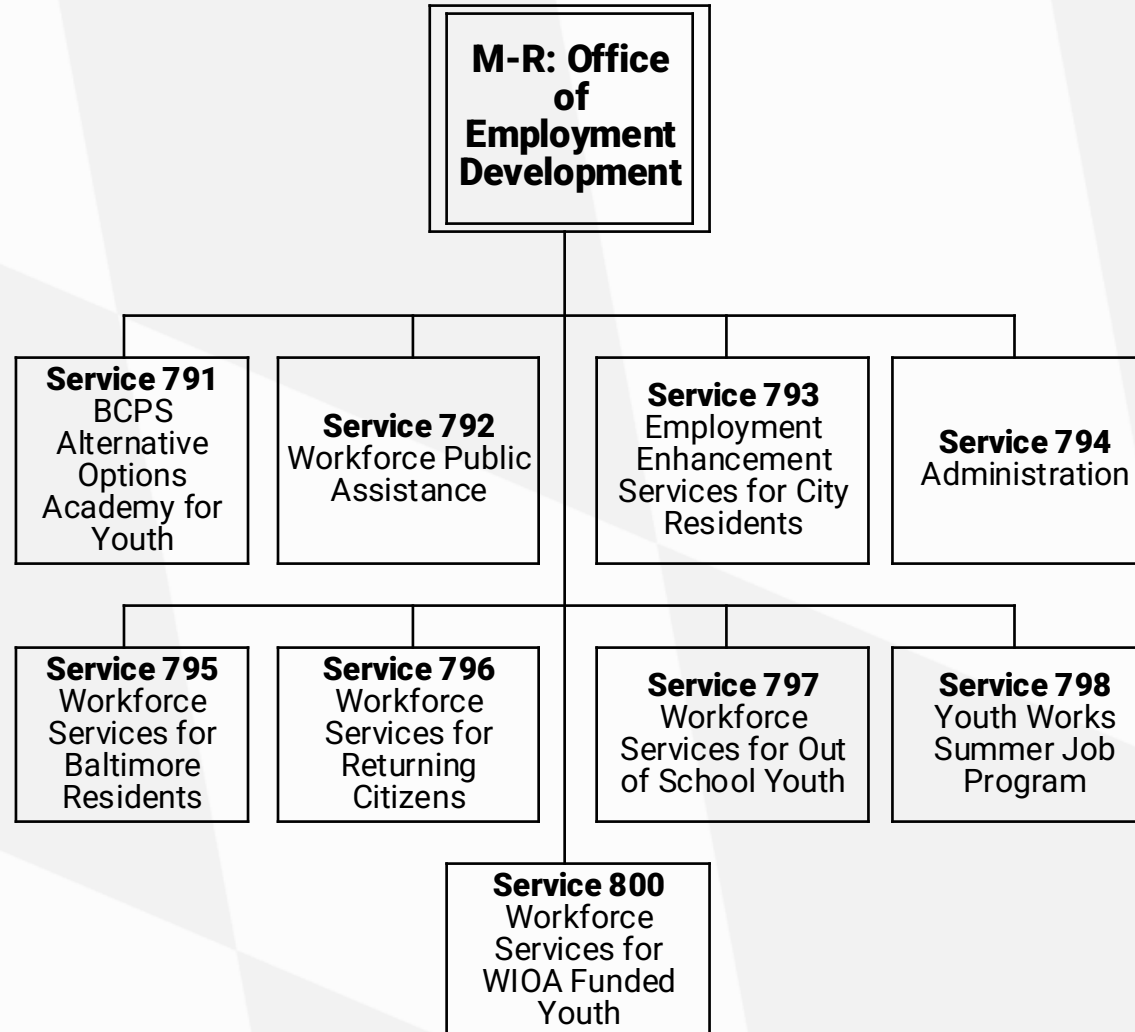 M-R: Office
of
Employment
Development
Service 791
BCPS
Alternative
Options
Academy for
Youth
Service 792
Workforce Public
Assistance
Service 793
Employment
Enhancement
Services for City
Residents
Service 794
Administration
Service 795
Workforce
Services for
Baltimore
Residents
Service 796
Workforce
Services for
Returning
Citizens
Service 797
Workforce
Services for Out
of School Youth
Service 798
Youth Works
Summer Job
Program
Service 800
Workforce
Services for
WIOA Funded
Youth